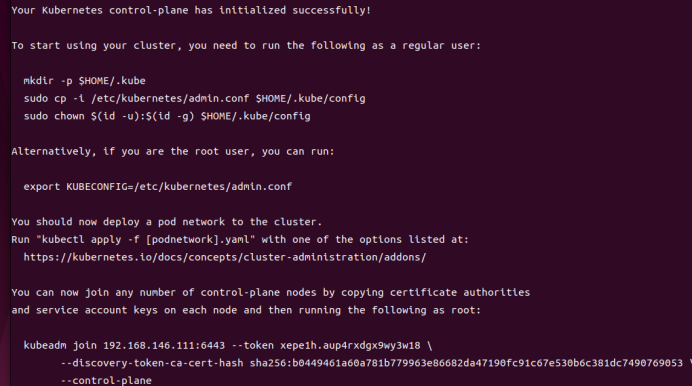 Your Kubernetes control-plane has initialized successfully!
To start using your cluster, you need to run the following as a regular user:
mkdir -p $HOME/.kube
sudo cp -i /etc/kubernetes/admin.conf $HOME/.kube/config
sudo chown $(id -u):$(id -g) $HOME/.kube/config
Alternatively, if you are the root user, you can run:
export KUBECONFIG=/etc/kubernetes/admin.conf
You should now deploy a pod network to the cluster.
Run "kubectl apply -f [podnetwork].yaml" with one of the options listed at:
https://kubernetes.io/docs/concepts/cluster-administration/addons/
You can now join any number of control-plane nodes by copying certificate authorities
and service account keys on each node and then running the following as root:
kubeadm join 192.168.146.111:6443 --token xepe1h.aup4rxdgx9wy3w18 \
--discovery-token-ca-cert-hash sha256:b0449461a60a781b779963e86682da47190fc91c67e530b6c381dc7490769053 \
--control-plane